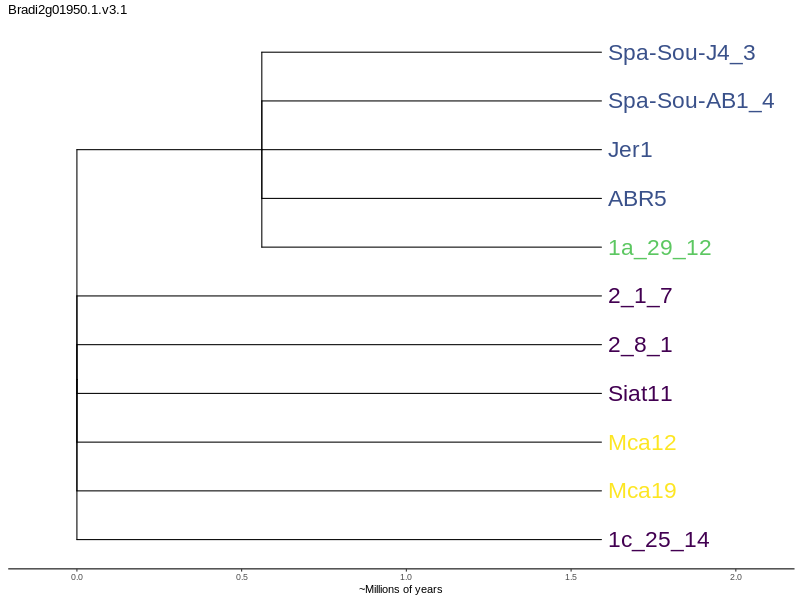 Bradi2g01950.1.v3.1
Spa-Sou-J4_3
Spa-Sou-AB1_4
Jer1
ABR5
1a_29_12
2_1_7
2_8_1
Siat11
Mca12
Mca19
1c_25_14
0.0 0.5 1.0 1.5 2.0
~Millions of years